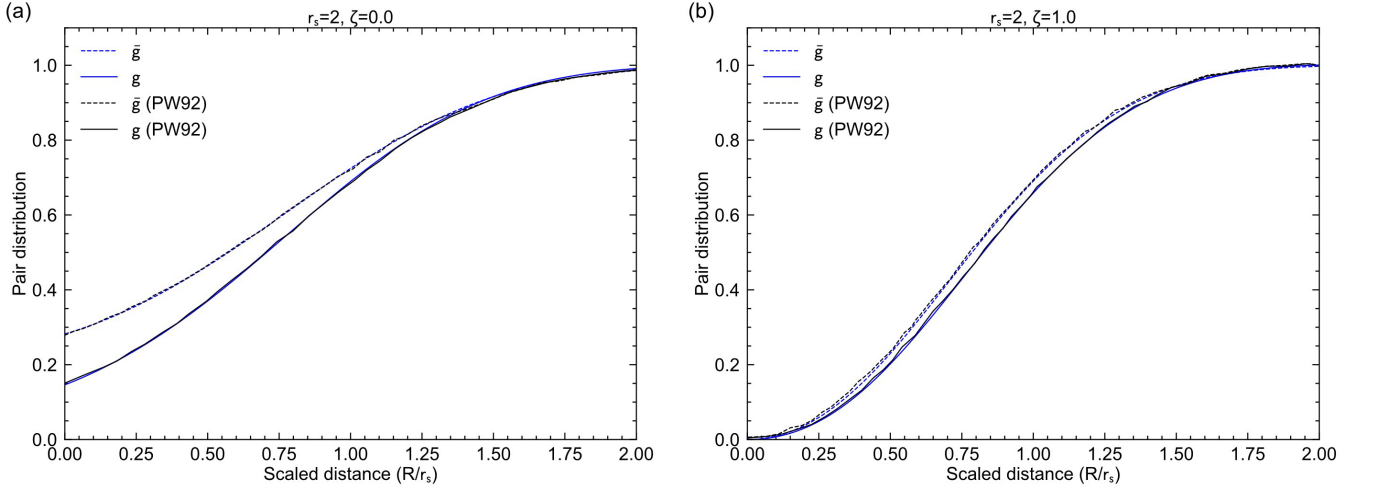 (a)
rₛ=2, ζ=0.0
1.0
0.8
0.6
0.4
0.2
0.0
Pair distribution
ḡ
g
ḡ (PW92)
g (PW92)
0.00 0.25 0.50 0.75 1.00 1.25 1.50 1.75 2.00
Scaled distance (R/rₛ)
(b)
rₛ=2, ζ=1.0
1.0
0.8
0.6
0.4
0.2
0.0
Pair distribution
ḡ
g
ḡ (PW92)
g (PW92)
0.00 0.25 0.50 0.75 1.00 1.25 1.50 1.75 2.00
Scaled distance (R/rₛ)